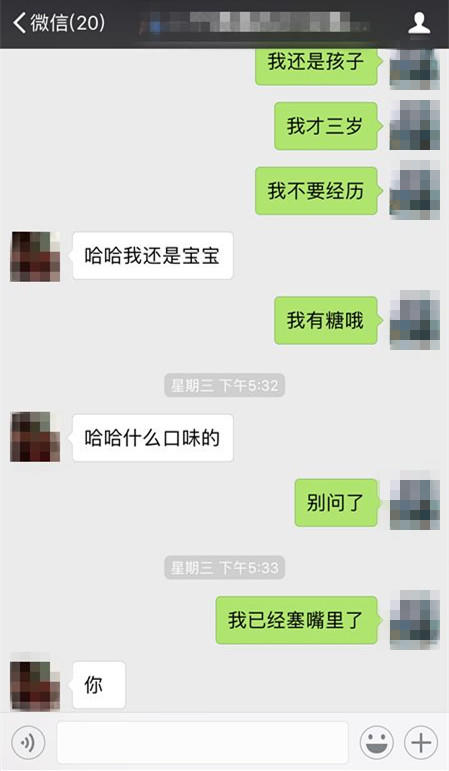 微信(20)
我还是孩子
我才三岁
我不要经历
哈哈我还是宝宝
我有糖哦
星期三 下午5:32
哈哈什么口味的
别问了
星期三 下午5:33
我已经塞嘴里了
你